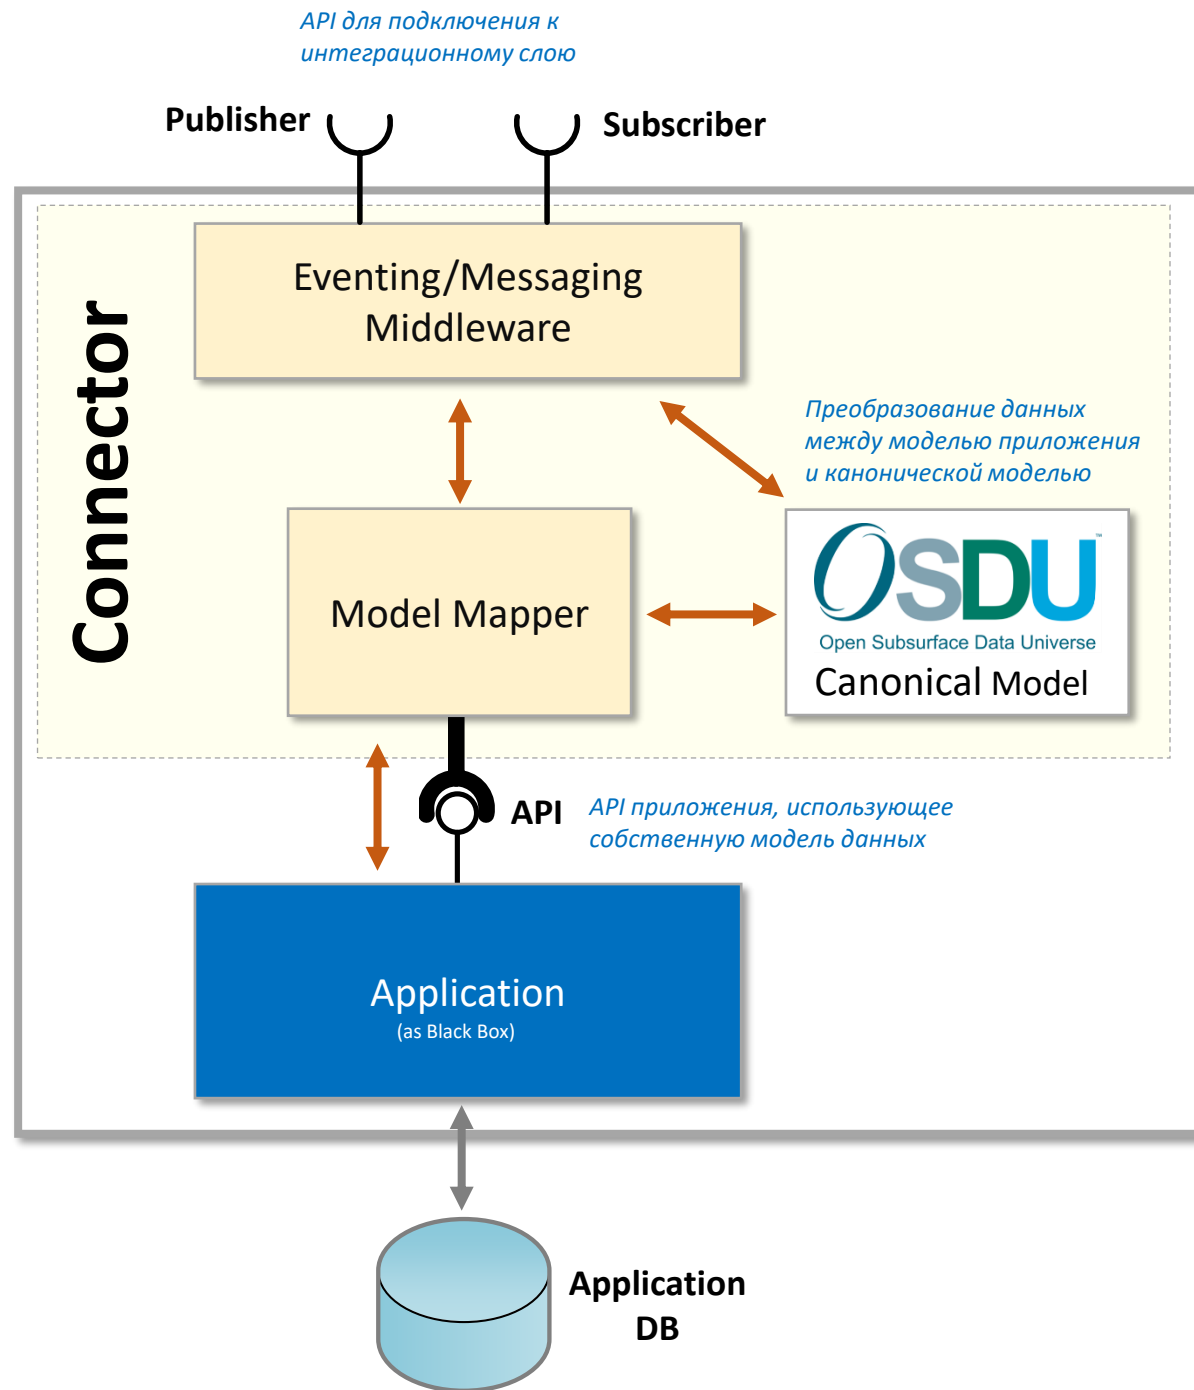 API для подключения к
интеграционному слою
Publisher
Subscriber
Connector
Eventing/Messaging
Middleware
Преобразование данных
между моделью приложения
и канонической моделью
Model Mapper
OSDU™
Open Subsurface Data Universe
Canonical Model
API
API приложения, использующее
собственную модель данных
Application
(as Black Box)
Application
DB